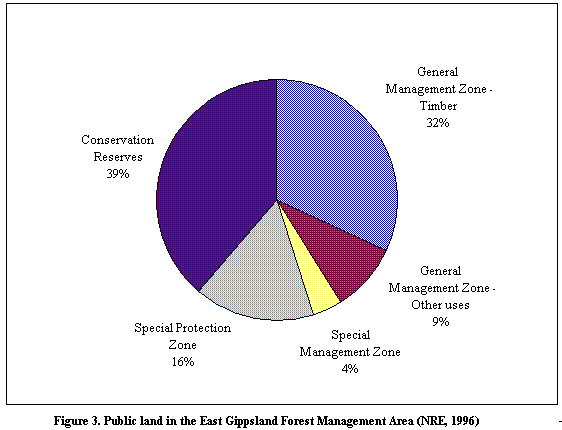 General
Management Zone -
Timber
32%
Conservation
Reserves
39%
General
Management Zone -
Other uses
9%
Special Protection
Zone
16%
Special
Management Zone
4%
Figure 3. Public land in the East Gippsland Forest Management Area (NRE, 1996)
-